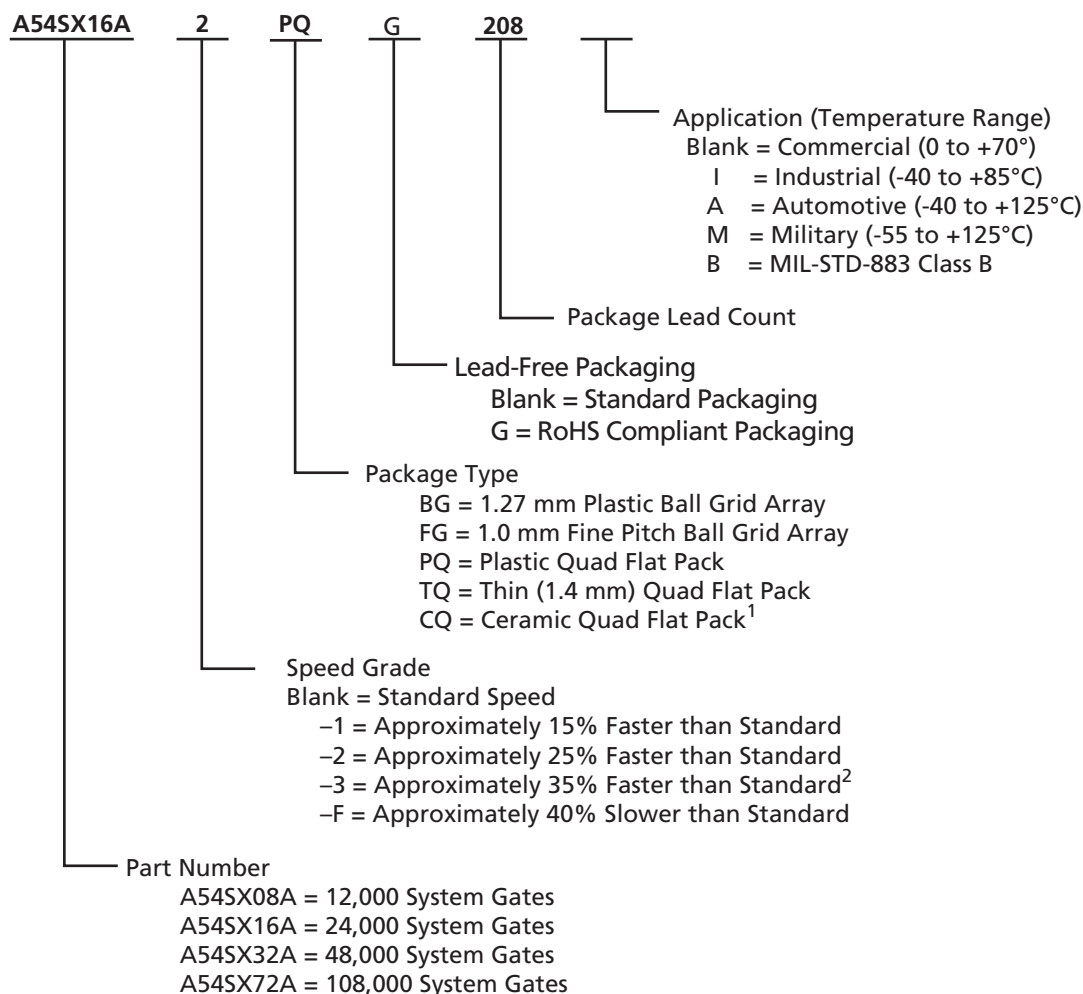 A54SX16A 2 PQ G 208
Application (Temperature Range)
Blank = Commercial (0 to +70°)
I = Industrial (-40 to +85°C)
A = Automotive (-40 to +125°C)
M = Military (-55 to +125°C)
B = MIL-STD-883 Class B
Package Lead Count
Lead-Free Packaging
Blank = Standard Packaging
G = RoHS Compliant Packaging
Package Type
BG = 1.27 mm Plastic Ball Grid Array
FG = 1.0 mm Fine Pitch Ball Grid Array
PQ = Plastic Quad Flat Pack
TQ = Thin (1.4 mm) Quad Flat Pack
CQ = Ceramic Quad Flat Pack1
Speed Grade
Blank = Standard Speed
–1 = Approximately 15% Faster than Standard
–2 = Approximately 25% Faster than Standard
–3 = Approximately 35% Faster than Standard2
–F = Approximately 40% Slower than Standard
Part Number
A54SX08A = 12,000 System Gates
A54SX16A = 24,000 System Gates
A54SX32A = 48,000 System Gates
A54SX72A = 108,000 System Gates